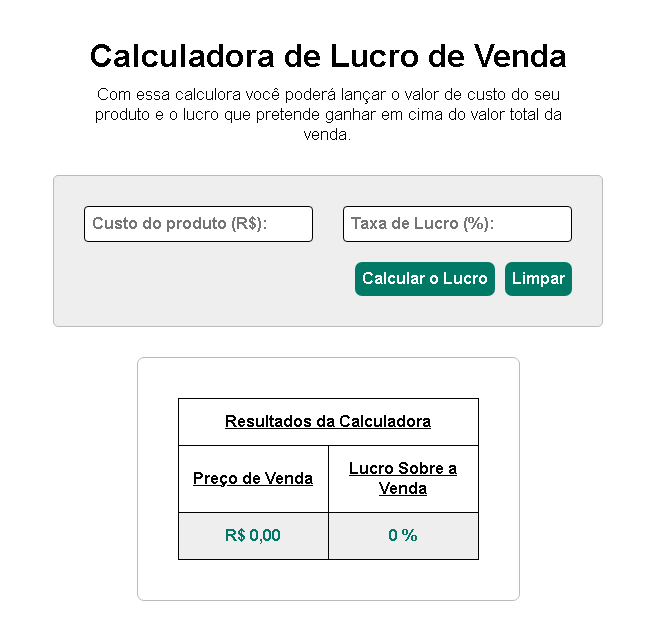 Calculadora de Lucro de Venda
Com essa calculora você poderá lançar o valor de custo do seu
produto e o lucro que pretende ganhar em cima do valor total da
venda.
Custo do produto (R$):
Taxa de Lucro (%):
Calcular o Lucro
Limpar
Resultados da Calculadora
Preço de Venda
Lucro Sobre a
Venda
R$ 0,00
0 %